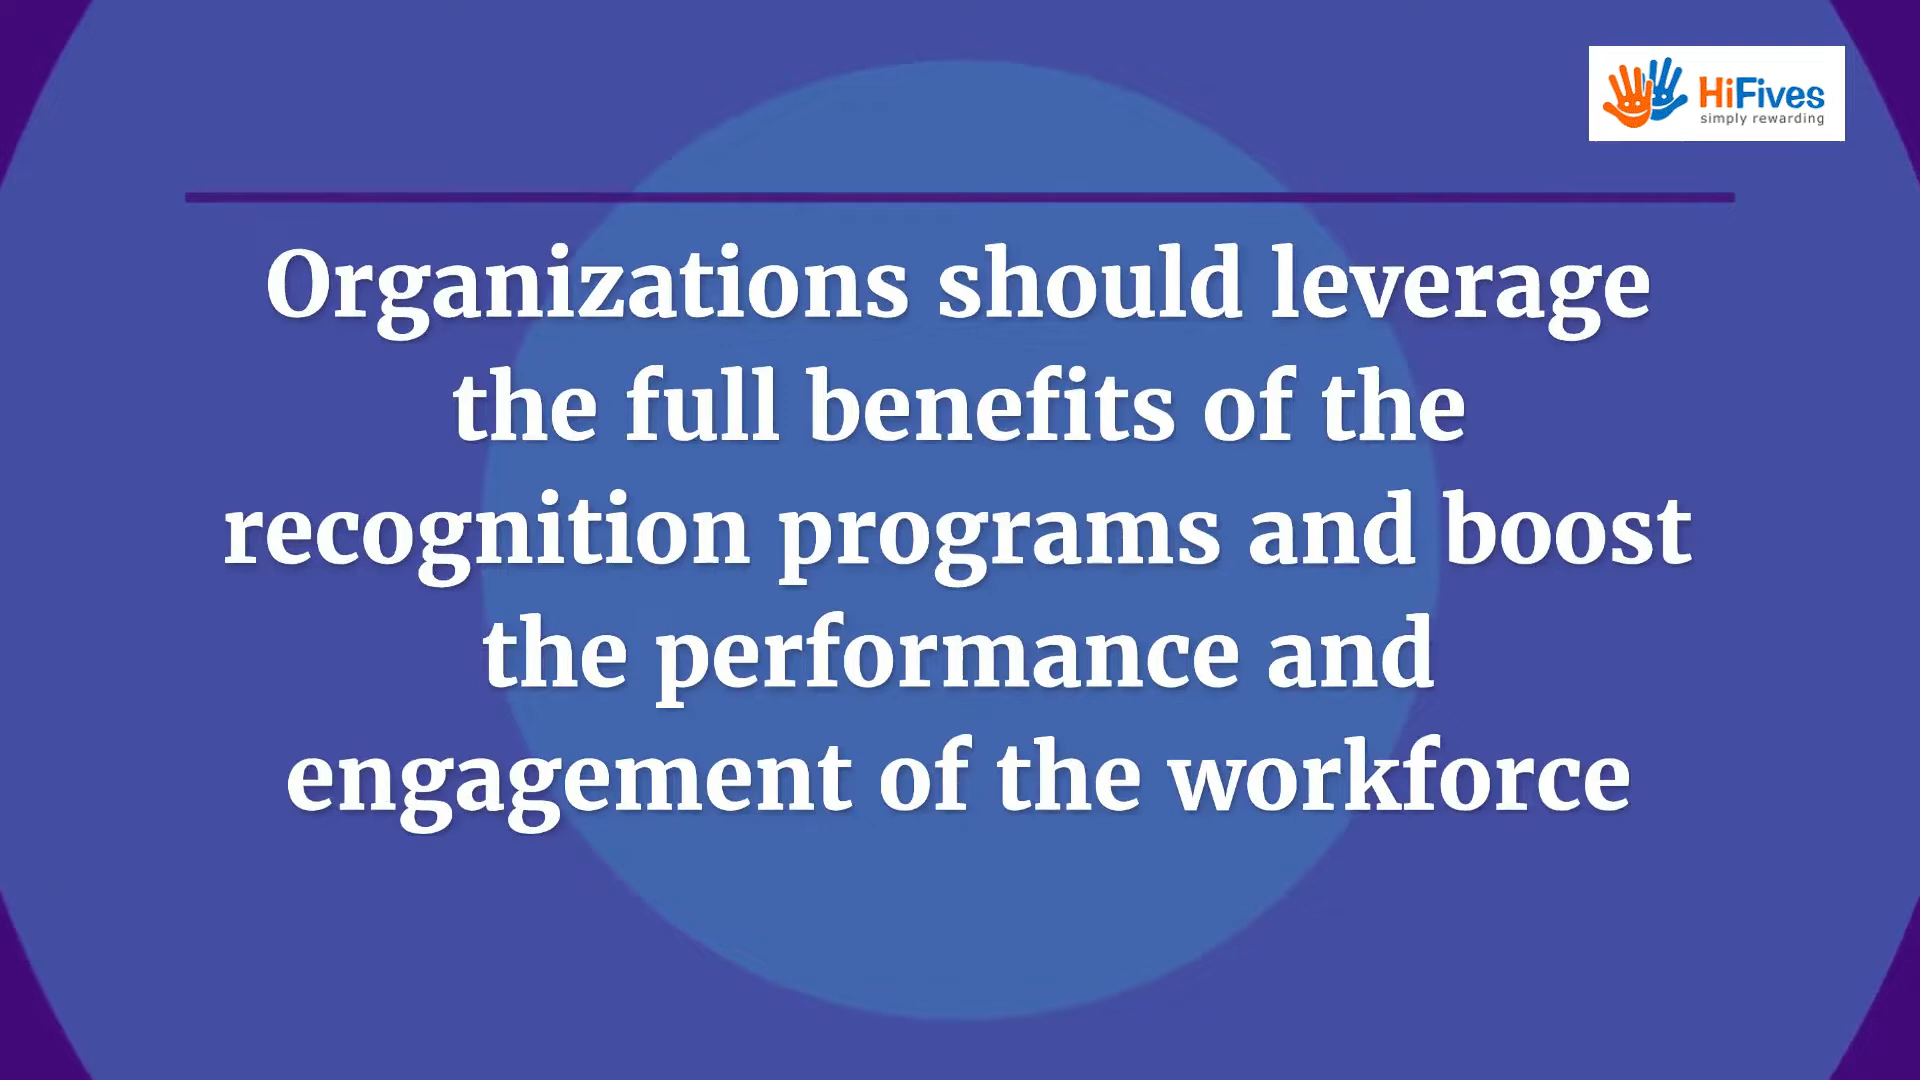 HiFives
simply rewarding
Organizations should leverage
the full benefits of the
recognition programs and boost
the performance and
engagement of the workforce